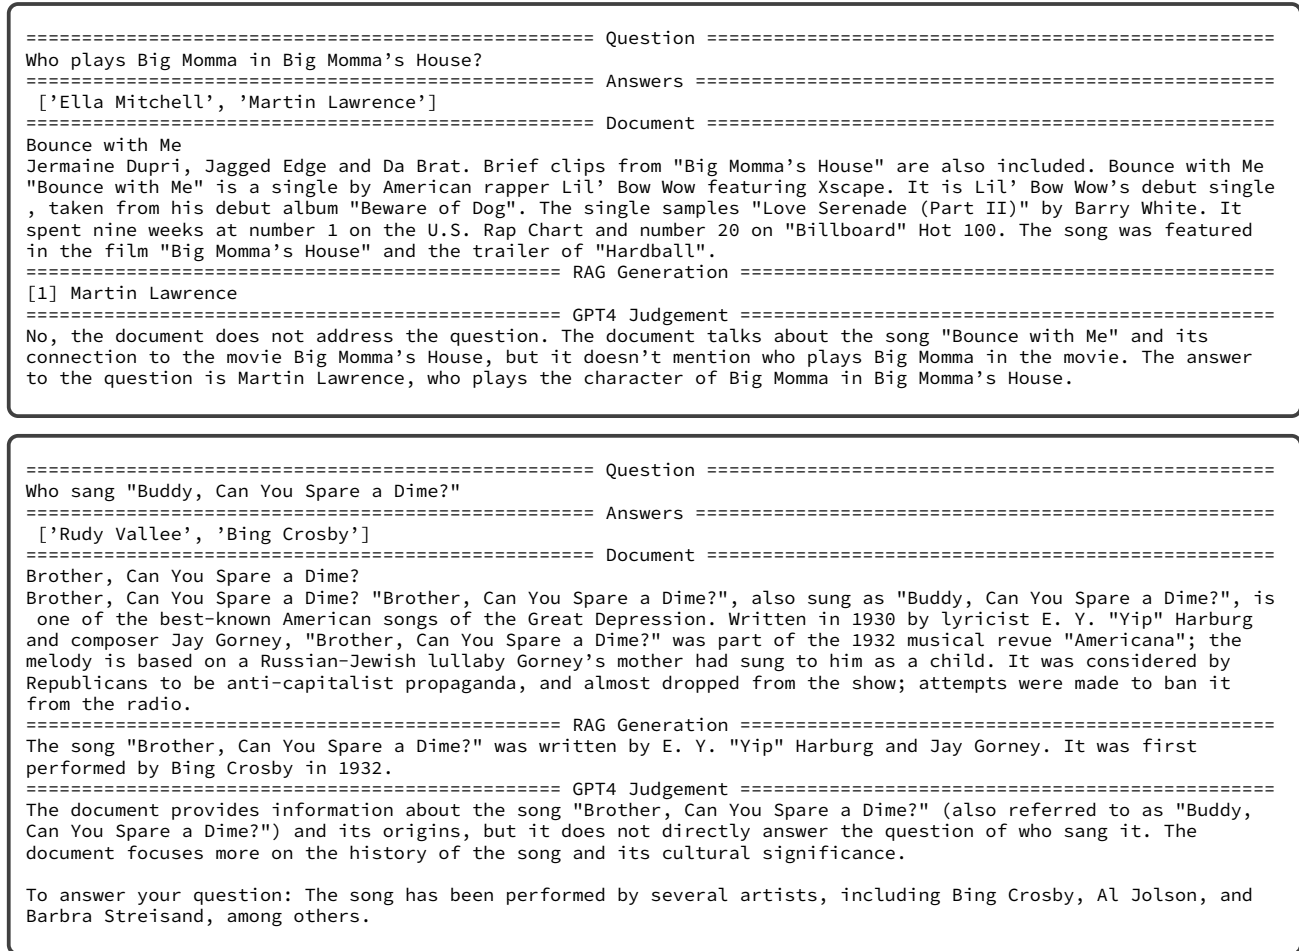 =================================================== Question ===================================================
Who plays Big Momma in Big Momma’s House?
=================================================== Answers ====================================================
 [’Ella Mitchell’, ’Martin Lawrence’]
=================================================== Document ===================================================
Bounce with Me
Jermaine Dupri, Jagged Edge and Da Brat. Brief clips from "Big Momma’s House" are also included. Bounce with Me
"Bounce with Me" is a single by American rapper Lil’ Bow Wow featuring Xscape. It is Lil’ Bow Wow’s debut single
, taken from his debut album "Beware of Dog". The single samples "Love Serenade (Part II)" by Barry White. It
spent nine weeks at number 1 on the U.S. Rap Chart and number 20 on "Billboard" Hot 100. The song was featured
in the film "Big Momma’s House" and the trailer of "Hardball".
================================================ RAG Generation ================================================
[1] Martin Lawrence
================================================ GPT4 Judgement ================================================
No, the document does not address the question. The document talks about the song "Bounce with Me" and its
connection to the movie Big Momma’s House, but it doesn’t mention who plays Big Momma in the movie. The answer
to the question is Martin Lawrence, who plays the character of Big Momma in Big Momma’s House.
=================================================== Question ===================================================
Who sang "Buddy, Can You Spare a Dime?"
=================================================== Answers ====================================================
 [’Rudy Vallee’, ’Bing Crosby’]
=================================================== Document ===================================================
Brother, Can You Spare a Dime?
Brother, Can You Spare a Dime? "Brother, Can You Spare a Dime?", also sung as "Buddy, Can You Spare a Dime?", is
 one of the best-known American songs of the Great Depression. Written in 1930 by lyricist E. Y. "Yip" Harburg
and composer Jay Gorney, "Brother, Can You Spare a Dime?" was part of the 1932 musical revue "Americana"; the
melody is based on a Russian-Jewish lullaby Gorney’s mother had sung to him as a child. It was considered by
Republicans to be anti-capitalist propaganda, and almost dropped from the show; attempts were made to ban it
from the radio.
================================================ RAG Generation ================================================
The song "Brother, Can You Spare a Dime?" was written by E. Y. "Yip" Harburg and Jay Gorney. It was first
performed by Bing Crosby in 1932.
================================================ GPT4 Judgement ================================================
The document provides information about the song "Brother, Can You Spare a Dime?" (also referred to as "Buddy,
Can You Spare a Dime?") and its origins, but it does not directly answer the question of who sang it. The
document focuses more on the history of the song and its cultural significance.

To answer your question: The song has been performed by several artists, including Bing Crosby, Al Jolson, and
Barbra Streisand, among others.